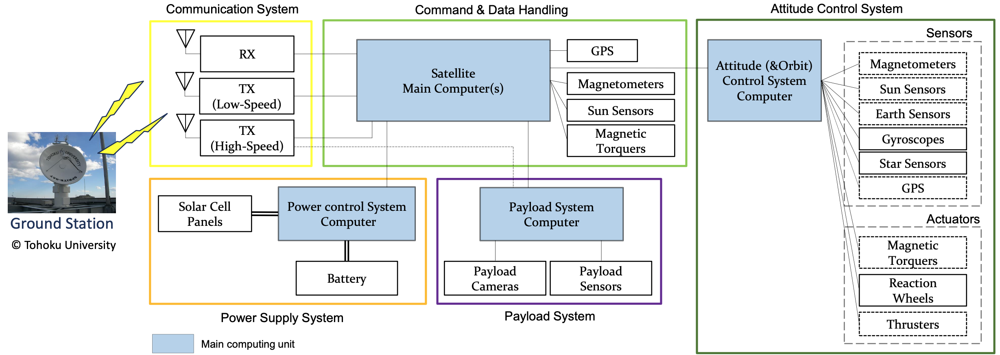 Communication System
Command & Data Handling
Attitude Control System
RX
TX
(Low-Speed)
TX
(High-Speed)
Satellite
Main Computer(s)
GPS
Magnetometers
Sun Sensors
Magnetic
Torquers
Attitude (&Orbit)
Control System
Computer
Sensors
Magnetometers
Sun Sensors
Earth Sensors
Gyroscopes
Star Sensors
GPS
Actuators
Magnetic
Torquers
Reaction
Wheels
Thrusters
TOHOKU UNIVERSITY
SPRITE-SAT
Ground Station
© Tohoku University
Solar Cell
Panels
Power control System
Computer
Battery
Power Supply System
Payload System
Computer
Payload
Cameras
Payload
Sensors
Payload System
Main computing unit